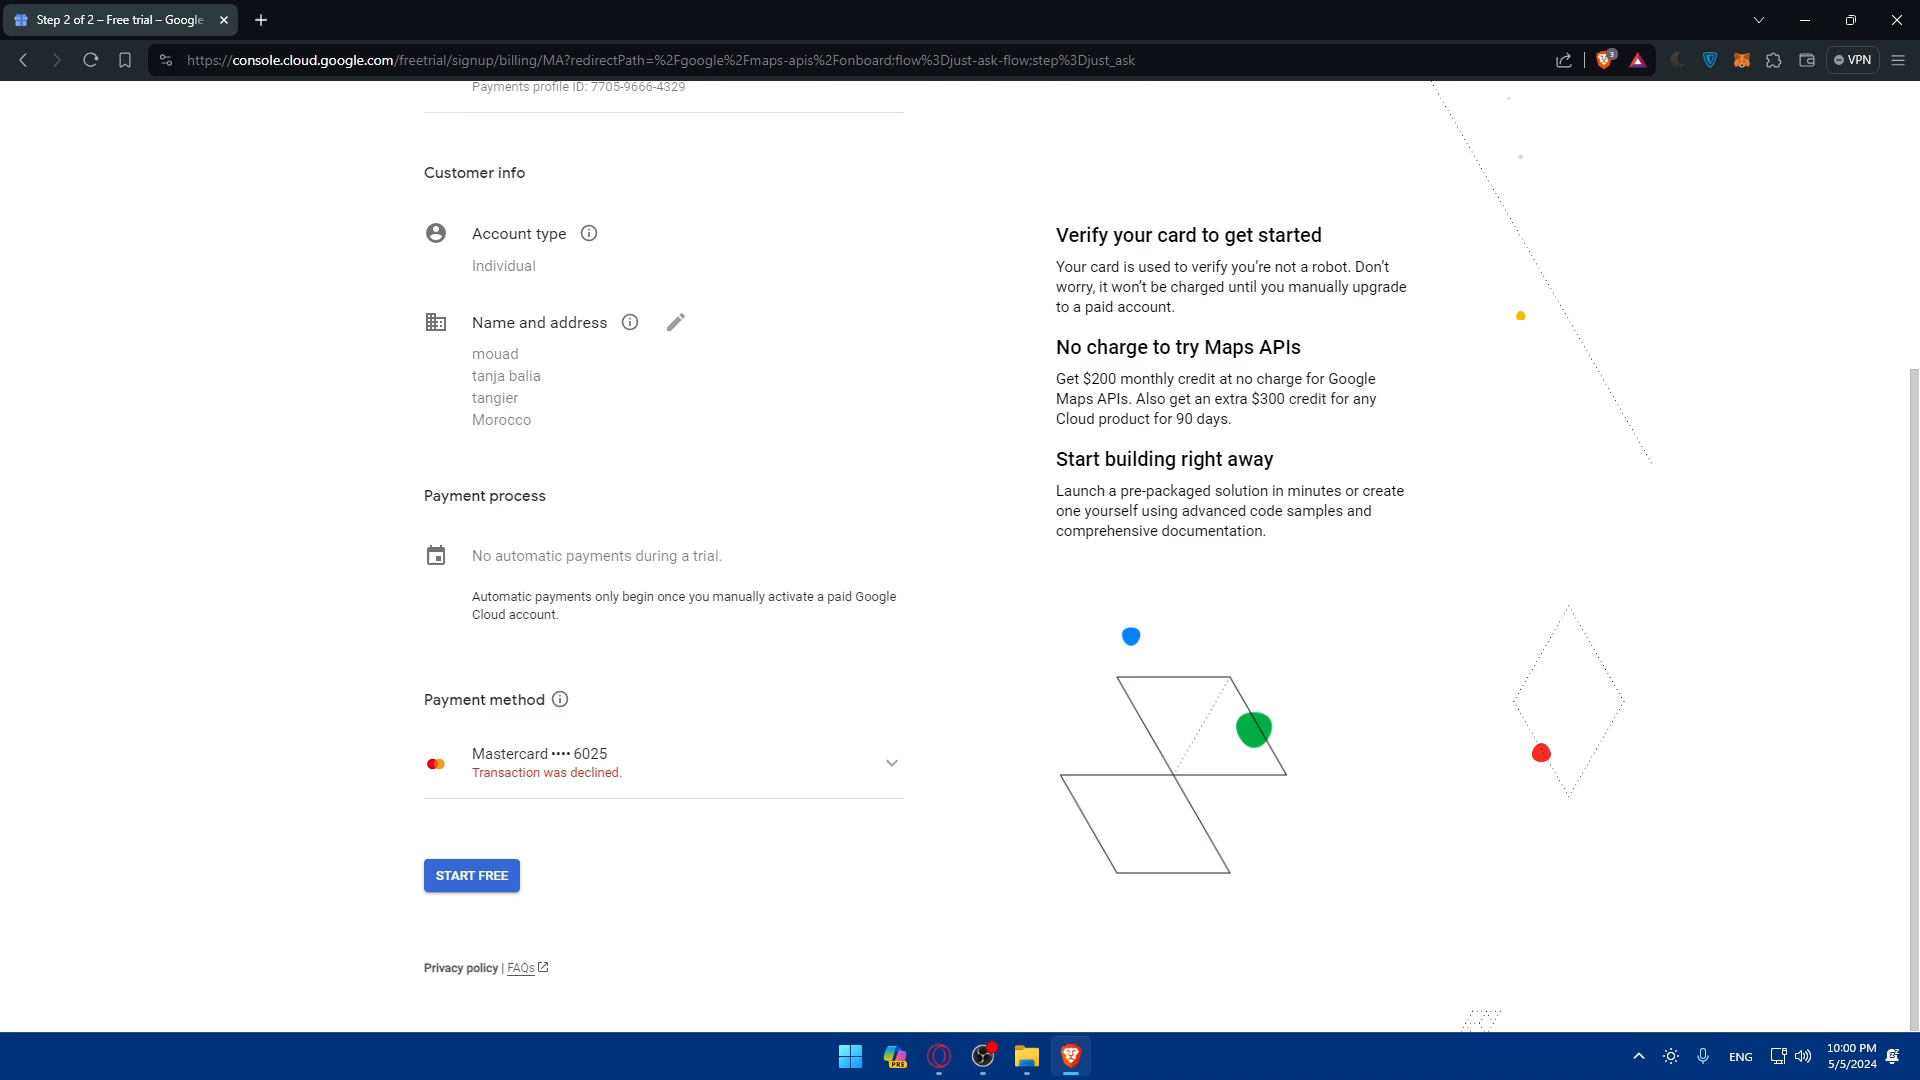 Step 2 of 2 – Free trial – Google
https://console.cloud.google.com/freetrial/signup/billing/MA?redirectPath=%2Fgoogle%2Fmaps-apis%2Fonboard;flow%3Djust-ask-flow;step%3Djust_ask
3
VPN
Payments profile ID: 7705-9666-4329
Customer info
Account type
Individual
Name and address
mouad
tanja balia
tangier
Morocco
Payment process
No automatic payments during a trial.
Automatic payments only begin once you manually activate a paid Google
Cloud account.
Payment method
Mastercard •••• 6025
Transaction was declined.
START FREE
Privacy policy | FAQs
Verify your card to get started
Your card is used to verify you’re not a robot. Don’t
worry, it won’t be charged until you manually upgrade
to a paid account.
No charge to try Maps APIs
Get $200 monthly credit at no charge for Google
Maps APIs. Also get an extra $300 credit for any
Cloud product for 90 days.
Start building right away
Launch a pre-packaged solution in minutes or create
one yourself using advanced code samples and
comprehensive documentation.
PRE
ENG
10:00 PM
5/5/2024